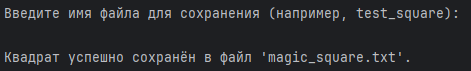 Введите имя файла для сохранения (например, test_square):
Квадрат успешно сохранён в файл 'magic_square.txt'.